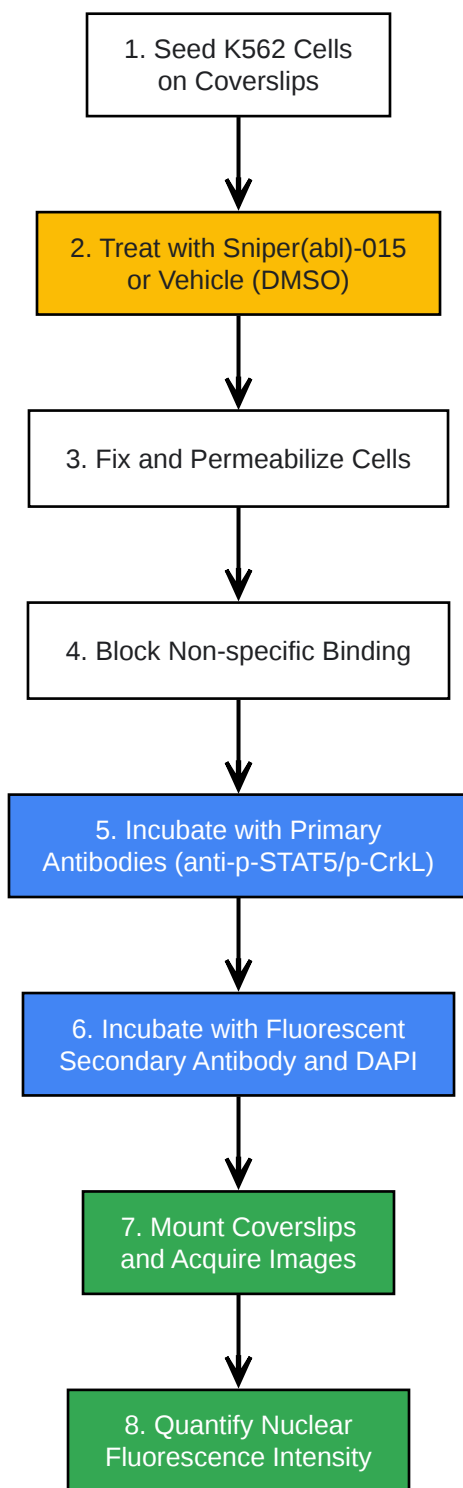 1. Seed K562 Cells
on Coverslips
2. Treat with Sniper(abl)-015
or Vehicle (DMSO)
3. Fix and Permeabilize Cells
4. Block Non-specific Binding
5. Incubate with Primary
Antibodies (anti-p-STAT5/p-CrkL)
6. Incubate with Fluorescent
Secondary Antibody and DAPI
7. Mount Coverslips
and Acquire Images
8. Quantify Nuclear
Fluorescence Intensity